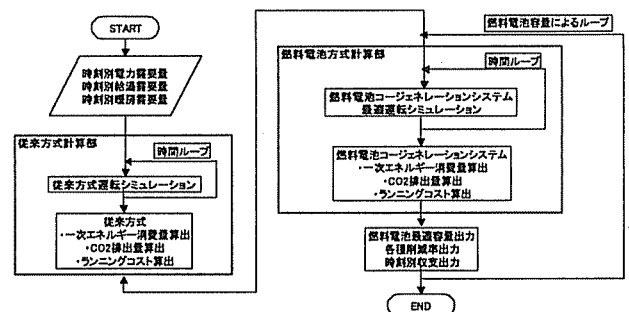 START
時刻別電力需要量
時刻別給湯需要量
時刻別暖房需要量
従来方式計算部
時間ループ
従来方式運転シミュレーション
従来方式
・一次エネルギー消費量算出
・CO2排出量算出
・ランニングコスト算出
燃料電池容量によるループ
燃料電池方式計算部
時間ループ
燃料電池コージェネレーションシステム
最適運転シミュレーション
燃料電池コージェネレーションシステム
・一次エネルギー消費量算出
・CO2排出量算出
・ランニングコスト算出
燃料電池最適容量出力
各種削減率出力
時刻別収支出力
END